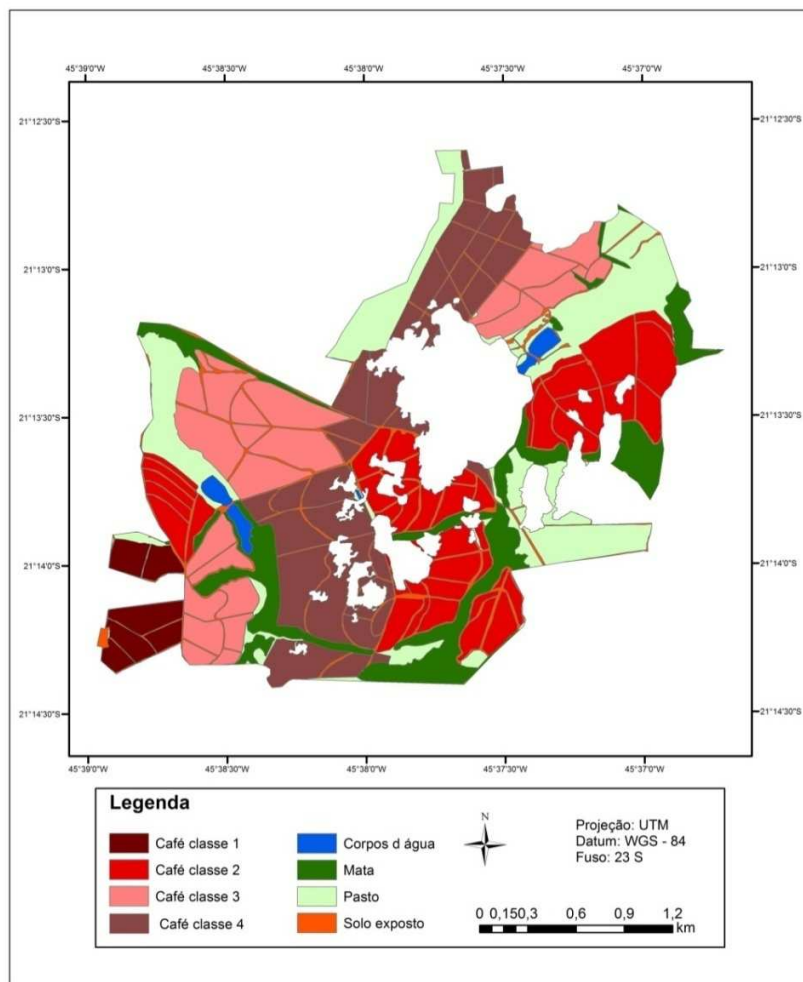 45°39'0"W 45°38'30"W 45°38'0"W 45°37'30"W 45°37'0"W
21°12'30"S 21°12'30"S
21°13'0"S 21°13'0"S
21°13'30"S 21°13'30"S
21°14'0"S 21°14'0"S
21°14'30"S 21°14'30"S
45°39'0"W 45°38'30"W 45°38'0"W 45°37'30"W 45°37'0"W
Legenda
Café classe 1
Café classe 2
Café classe 3
Café classe 4
Corpos d água
Mata
Pasto
Solo exposto
N
Projeção: UTM
Datum: WGS - 84
Fuso: 23 S
0 0,150,3 0,6 0,9 1,2
km